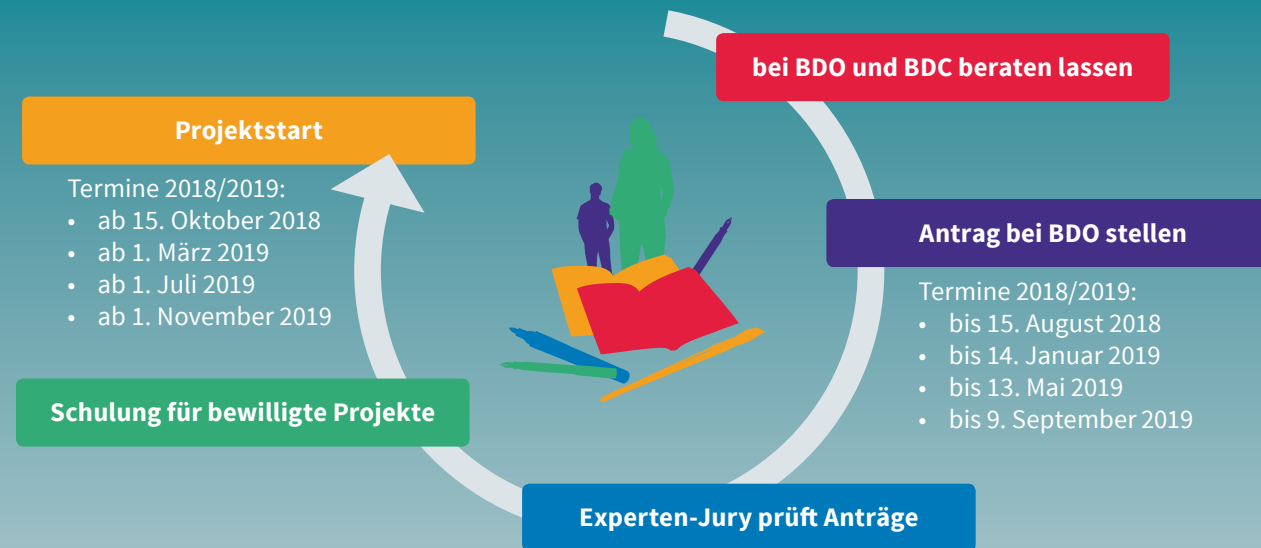 bei BDO und BDC beraten lassen
Antrag bei BDO stellen
Termine 2018/2019:
• bis 15. August 2018
• bis 14. Januar 2019
• bis 13. Mai 2019
• bis 9. September 2019
Experten-Jury prüft Anträge
Schulung für bewilligte Projekte
Projektstart
Termine 2018/2019:
• ab 15. Oktober 2018
• ab 1. März 2019
• ab 1. Juli 2019
• ab 1. November 2019